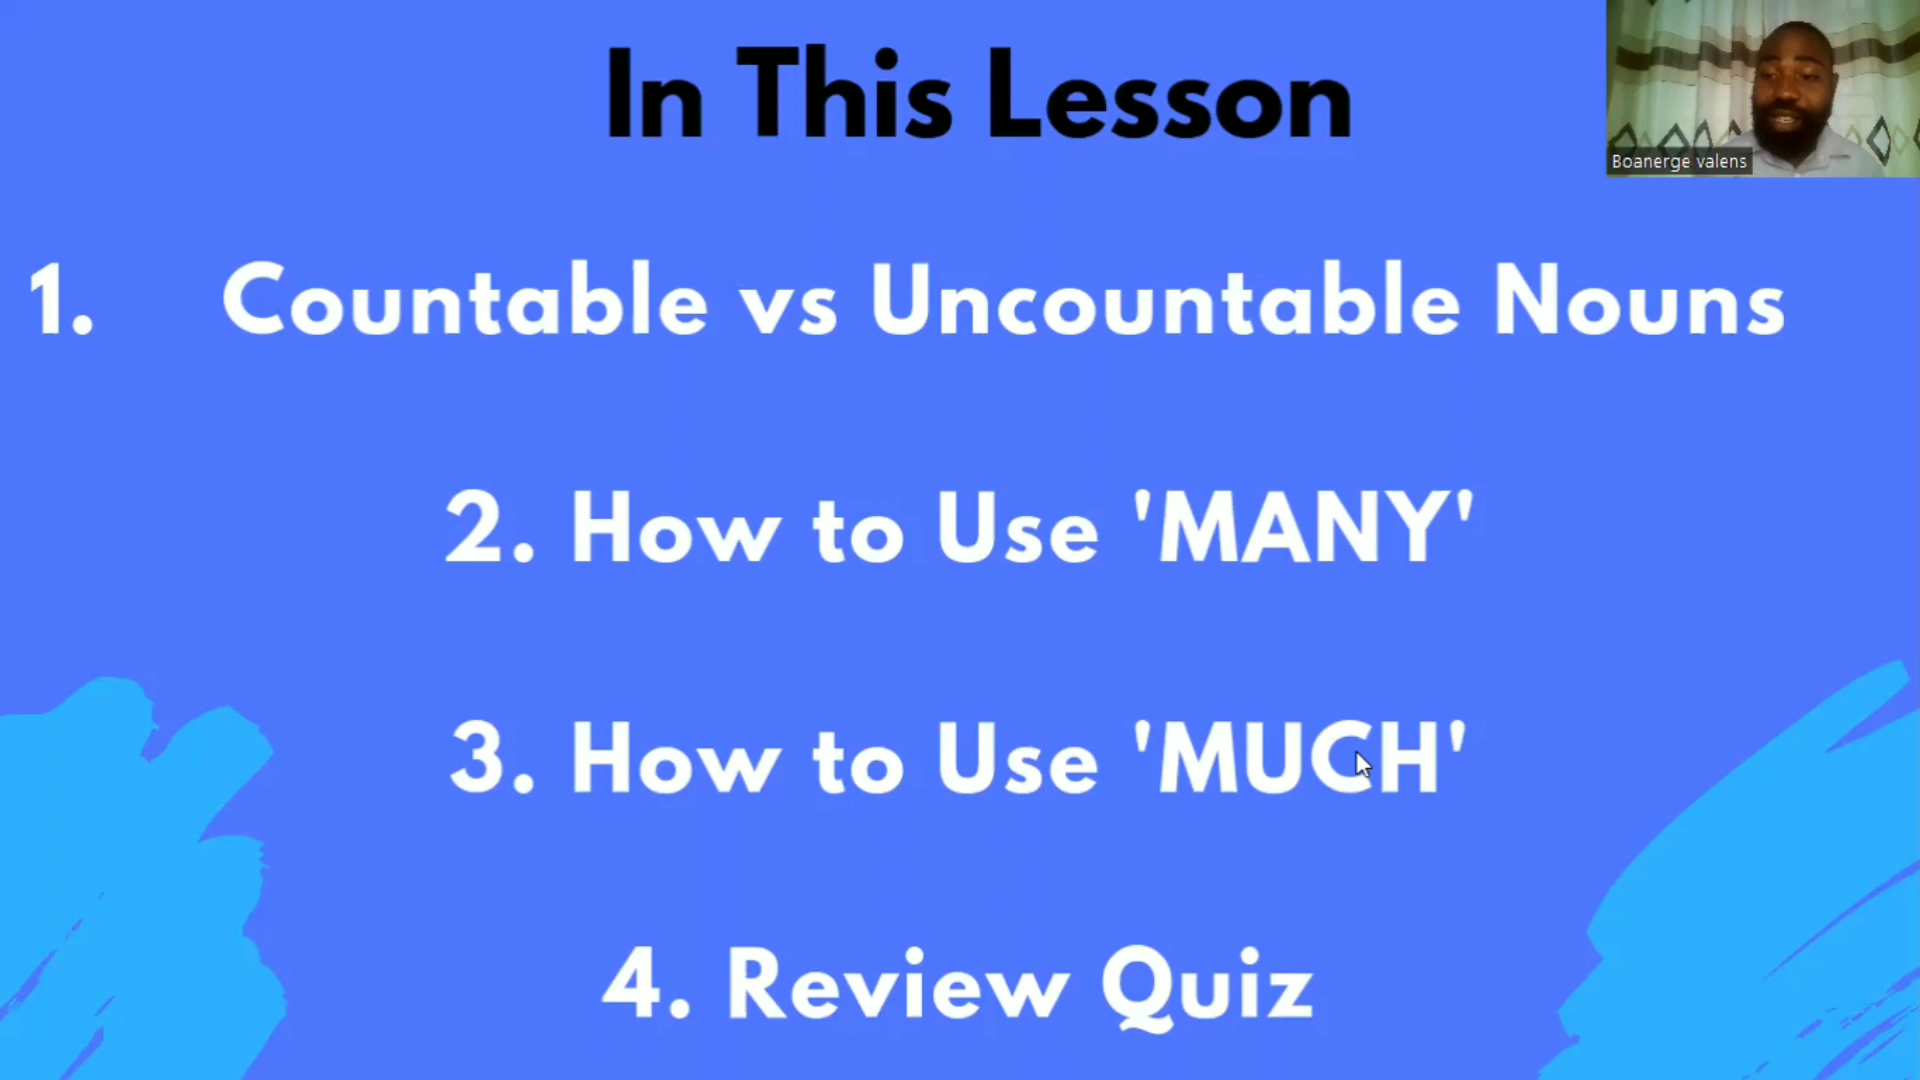 In This Lesson
Boanerge valens
1. Countable vs Uncountable Nouns
2. How to Use 'MANY'
3. How to Use 'MUCH'
4. Review Quiz